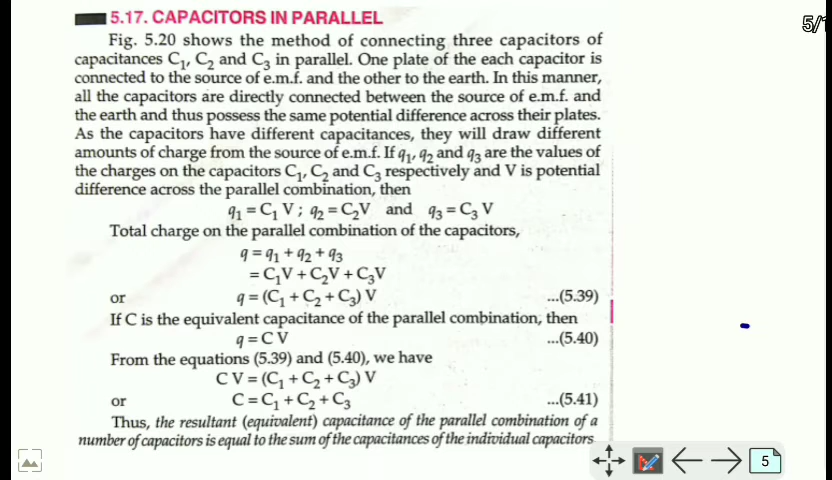 5.17. CAPACITORS IN PARALLEL
5/1
Fig. 5.20 shows the method of connecting three capacitors of
capacitances C₁, C₂ and C₃ in parallel. One plate of the each capacitor is
connected to the source of e.m.f. and the other to the earth. In this manner,
all the capacitors are directly connected between the source of e.m.f. and
the earth and thus possess the same potential difference across their plates.
As the capacitors have different capacitances, they will draw different
amounts of charge from the source of e.m.f. If q₁, q₂ and q₃ are the values of
the charges on the capacitors C₁, C₂ and C₃ respectively and V is potential
difference across the parallel combination, then
q₁ = C₁ V ; q₂ = C₂V and q₃ = C₃ V
Total charge on the parallel combination of the capacitors,
q = q₁ + q₂ + q₃
= C₁V + C₂V + C₃V
or q = (C₁ + C₂ + C₃) V ...(5.39)
If C is the equivalent capacitance of the parallel combination, then
q = C V ...(5.40)
From the equations (5.39) and (5.40), we have
C V = (C₁ + C₂ + C₃) V
or C = C₁ + C₂ + C₃ ...(5.41)
Thus, the resultant (equivalent) capacitance of the parallel combination of a
number of capacitors is equal to the sum of the capacitances of the individual capacitors
5